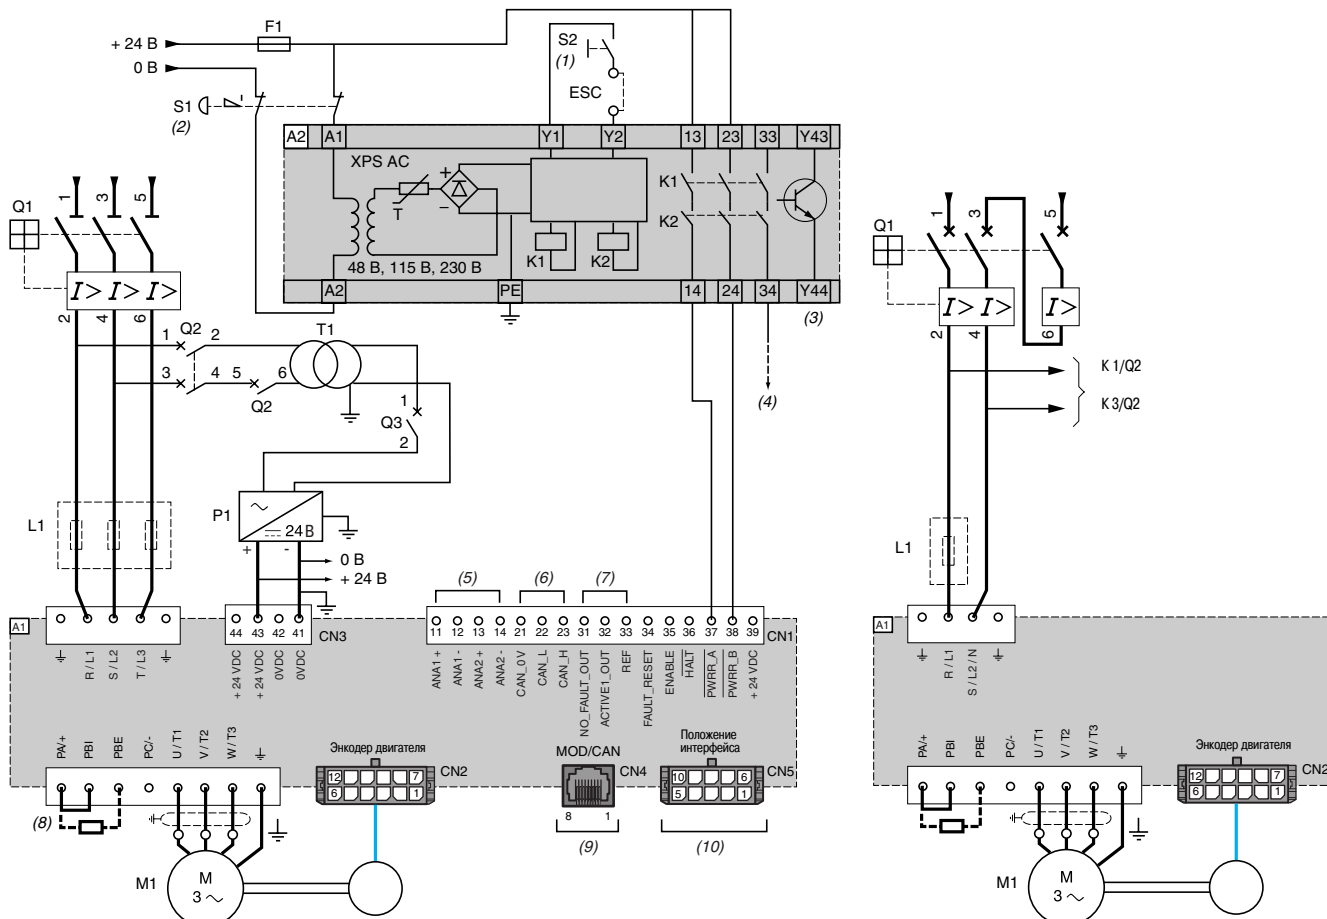 F1
+ 24 В
0 В
S1
(2)
S2
(1)
ESC
A2 A1 Y1 Y2 13 23 33 Y43
XPS AC
+
−
T
K1
K2
K1 K2
48 В, 115 В, 230 В
A2 PE 14 24 34 Y44
(3)
(4)
Q1
1 3 5
I> I> I>
2 4 6
1 Q2 2
3 4 5 6
Q2
T1
1
Q3
2
P1
24 В
+ -
0 В
+ 24 В
L1
A1
R / L1
S / L2
T / L3
44 43 42 41
CN3
+ 24 VDC
+ 24 VDC
0VDC
0VDC
(5) (6) (7)
11 12 13 14 21 22 23 31 32 33 34 35 36 37 38 39
CN1
ANA1 +
ANA1 -
ANA2 +
ANA2 -
CAN_0 V
CAN_L
CAN_H
NO_FAULT_OUT
ACTIVE1_OUT
REF
FAULT_RESET
ENABLE
HALT
PWRR_A
PWRR_B
+ 24 VDC
PA/+
PBI
PBE
PC/-
U / T1
V / T2
W / T3
Энкодер двигателя
12 7
6 1
CN2
MOD/CAN
CN4
8 1
(9)
Положение
интерфейса
10 6
5 1
CN5
(10)
(8)
M1
M
3 ~
Q1
1 3 5
I> I> I>
2 4 6
K 1/Q2
K 3/Q2
L1
A1
R / L1
S / L2 / N
PA/+
PBI
PBE
PC/-
U / T1
V / T2
W / T3
Энкодер двигателя
12 7
6 1
CN2
M1
M
3 ~